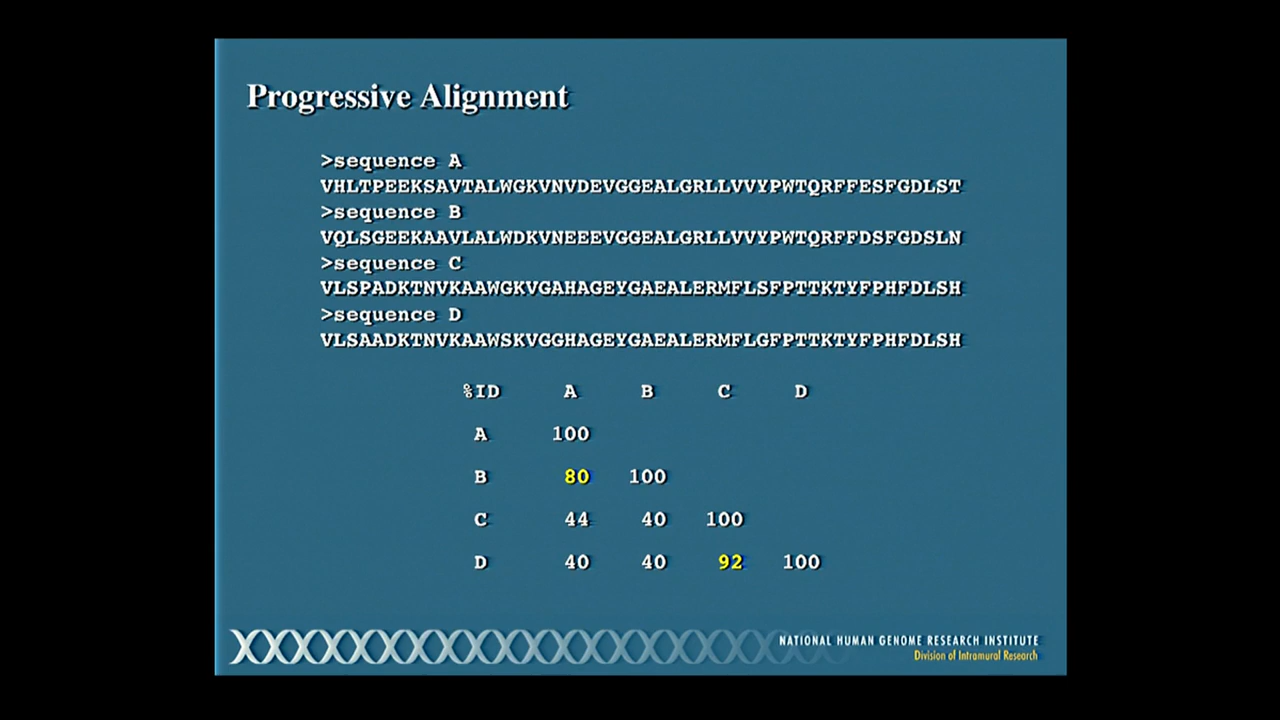 Progressive Alignment
>sequence A
VHLTPEEKSAVTALWGKVNVDEVGGEALGRLLVVYPWTQRFFESFGDLST
>sequence B
VQLSGEEKAAVLALWDKVNEEEVGGEALGRLLVVYPWTQRFFDSFGDSLN
>sequence C
VLSPADKTNVKAAWGKVGAHAGEYGAEALERMFLSFPTTKTYFPHFDLSH
>sequence D
VLSAADKTNVKAAWSKVGGHAGEYGAEALERMFLGFPTTKTYFPHFDLSH
%ID A B C D
A 100
B 80 100
C 44 40 100
D 40 40 92 100
NATIONAL HUMAN GENOME RESEARCH INSTITUTE
Division of Intramural Research